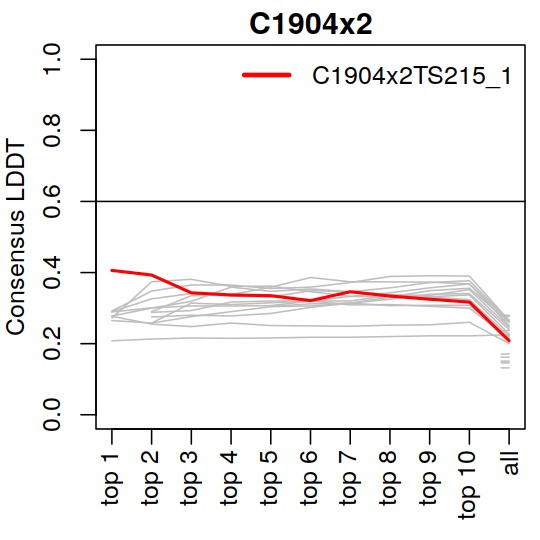 C1904x2
C1904x2TS215_1
Consensus LDDT
1.0
0.8
0.6
0.4
0.2
0.0
top 1
top 2
top 3
top 4
top 5
top 6
top 7
top 8
top 9
top 10
all